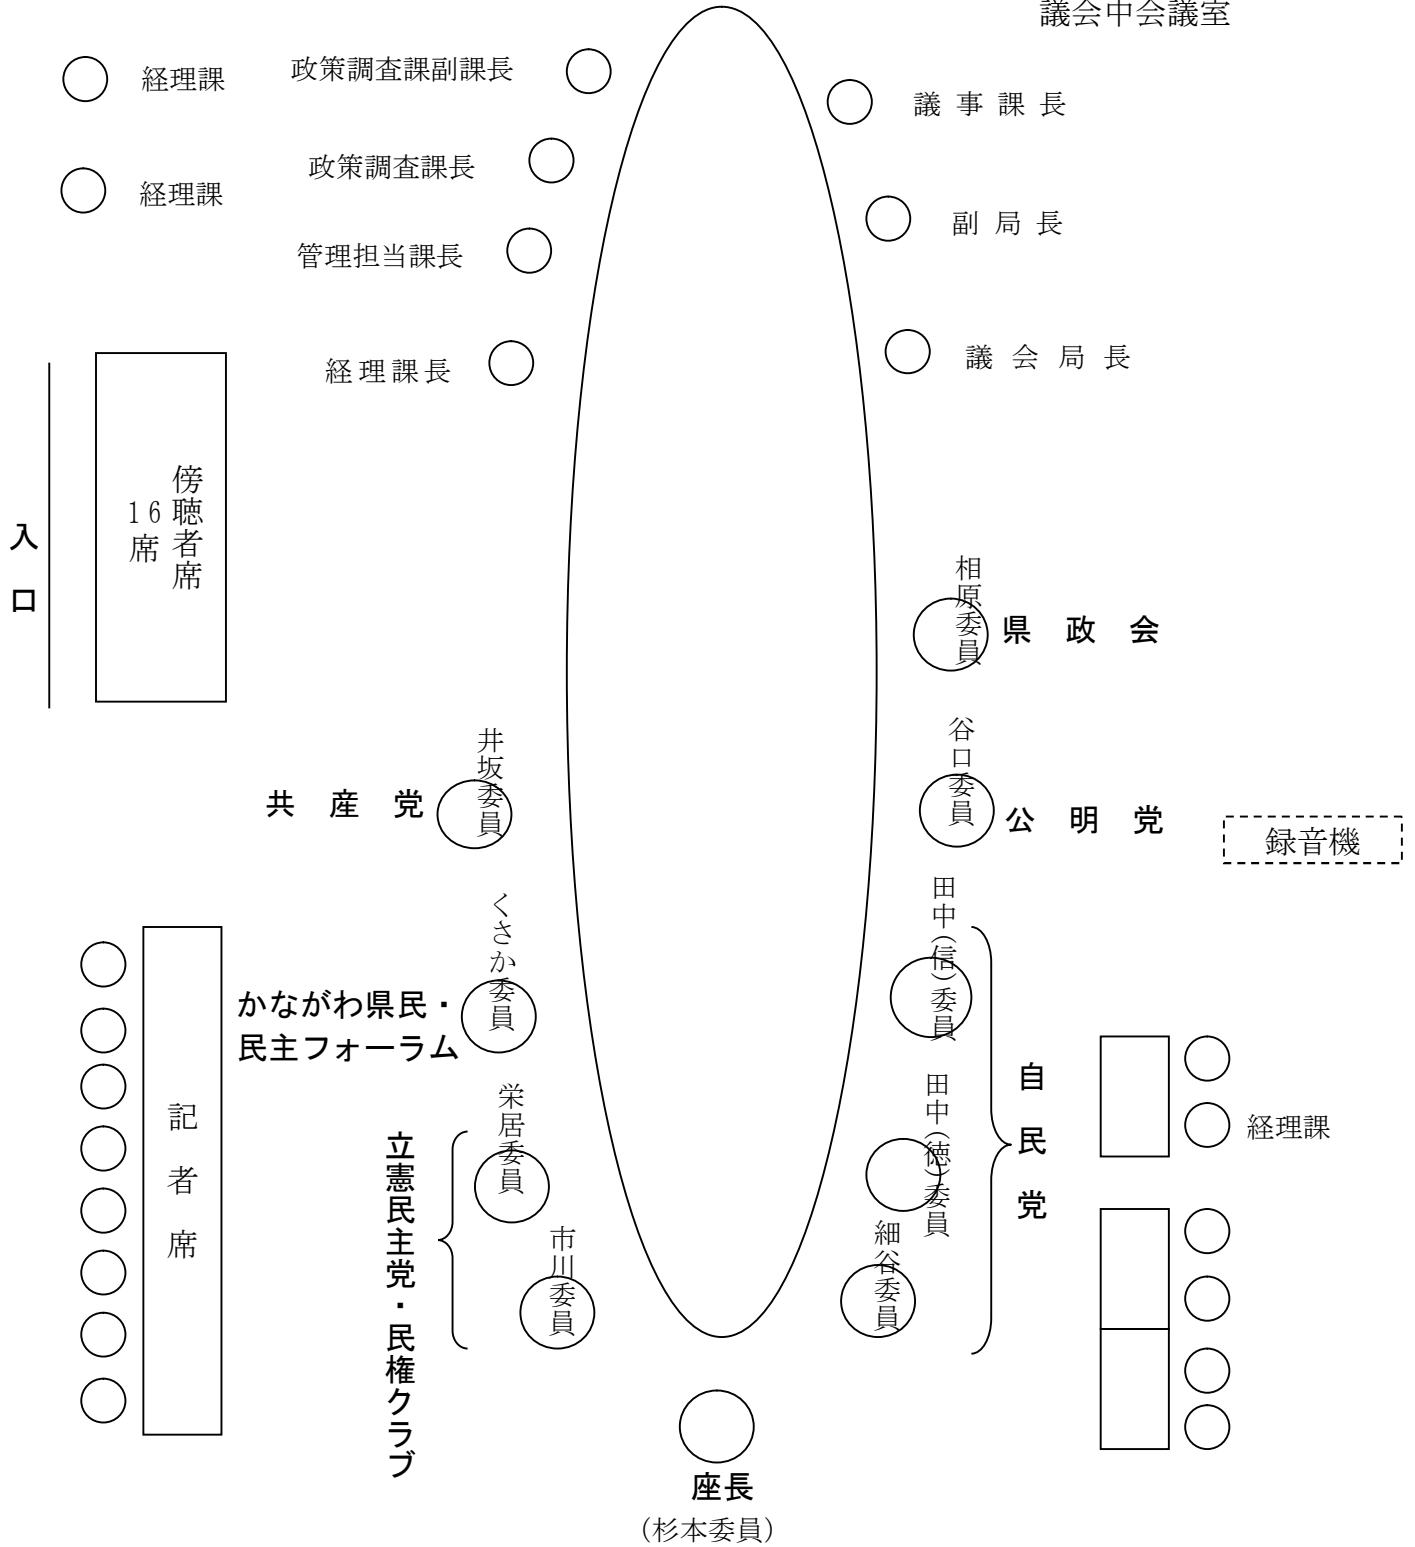 議会中会議室
経理課
政策調査課副課長
議事課長
経理課
政策調査課長
副局長
管理担当課長
経理課長
議会局長
入口
傍聴者席
16席
相原委員
県政会
井坂委員
共産党
谷口委員
公明党
録音機
くさか委員
かながわ県民・
民主フォーラム
田中(信)委員
田中(徳)委員
細谷委員
自民党
記者席
栄居委員
市川委員
立憲民主党・民権クラブ
経理課
座長
(杉本委員)